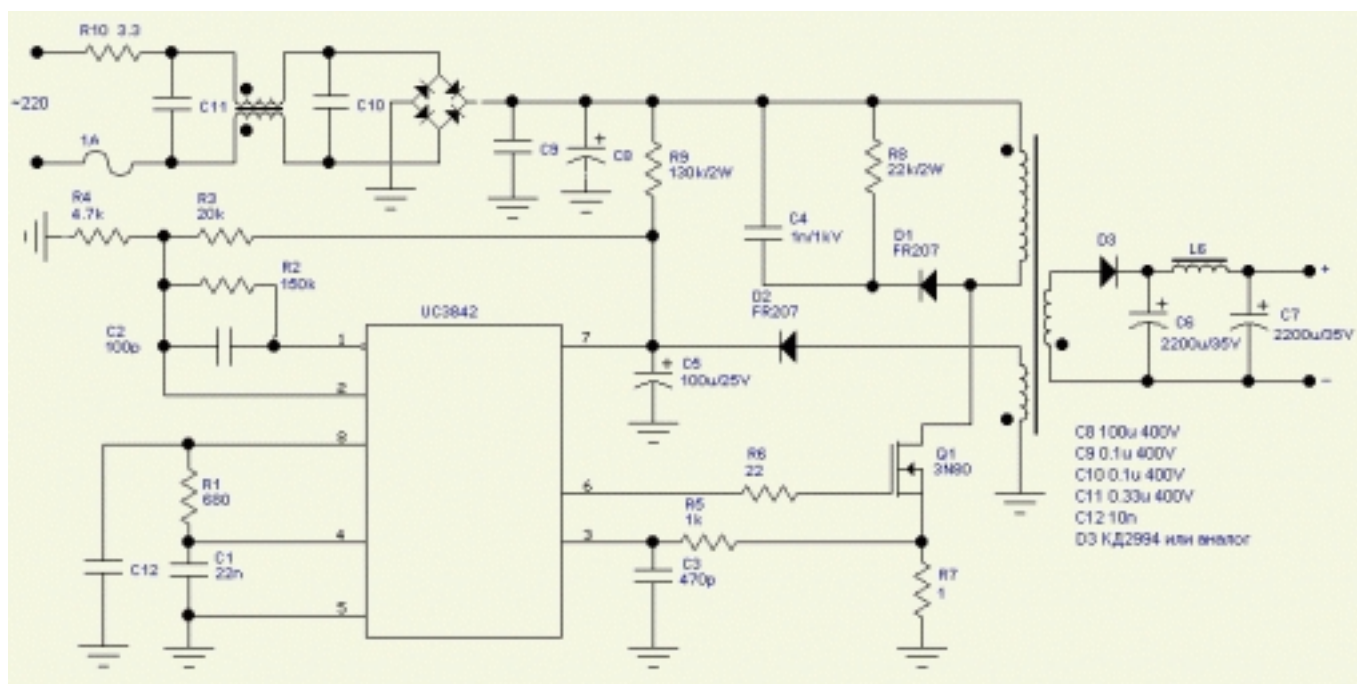 R10 3.3
C11
C10
~220
1A
C9
C8
R9
130k/2W
R8
22k/2W
R4
4.7k
R3
20k
C4
1n/1kV
D1
FR207
D3
L6
R2
150k
D2
FR207
UC3842
C2
100p
1
7
C5
100u/25V
+
C6
2200u/35V
+
C7
2200u/35V
+
+
+
−
2
8
R1
680
6
R6
22
Q1
3N80
C8 100u 400V
C9 0.1u 400V
C10 0.1u 400V
C11 0.33u 400V
C12 10n
D3 КД2994 или аналог
R5
1k
4
3
C12
C1
22n
C3
470p
R7
1
5